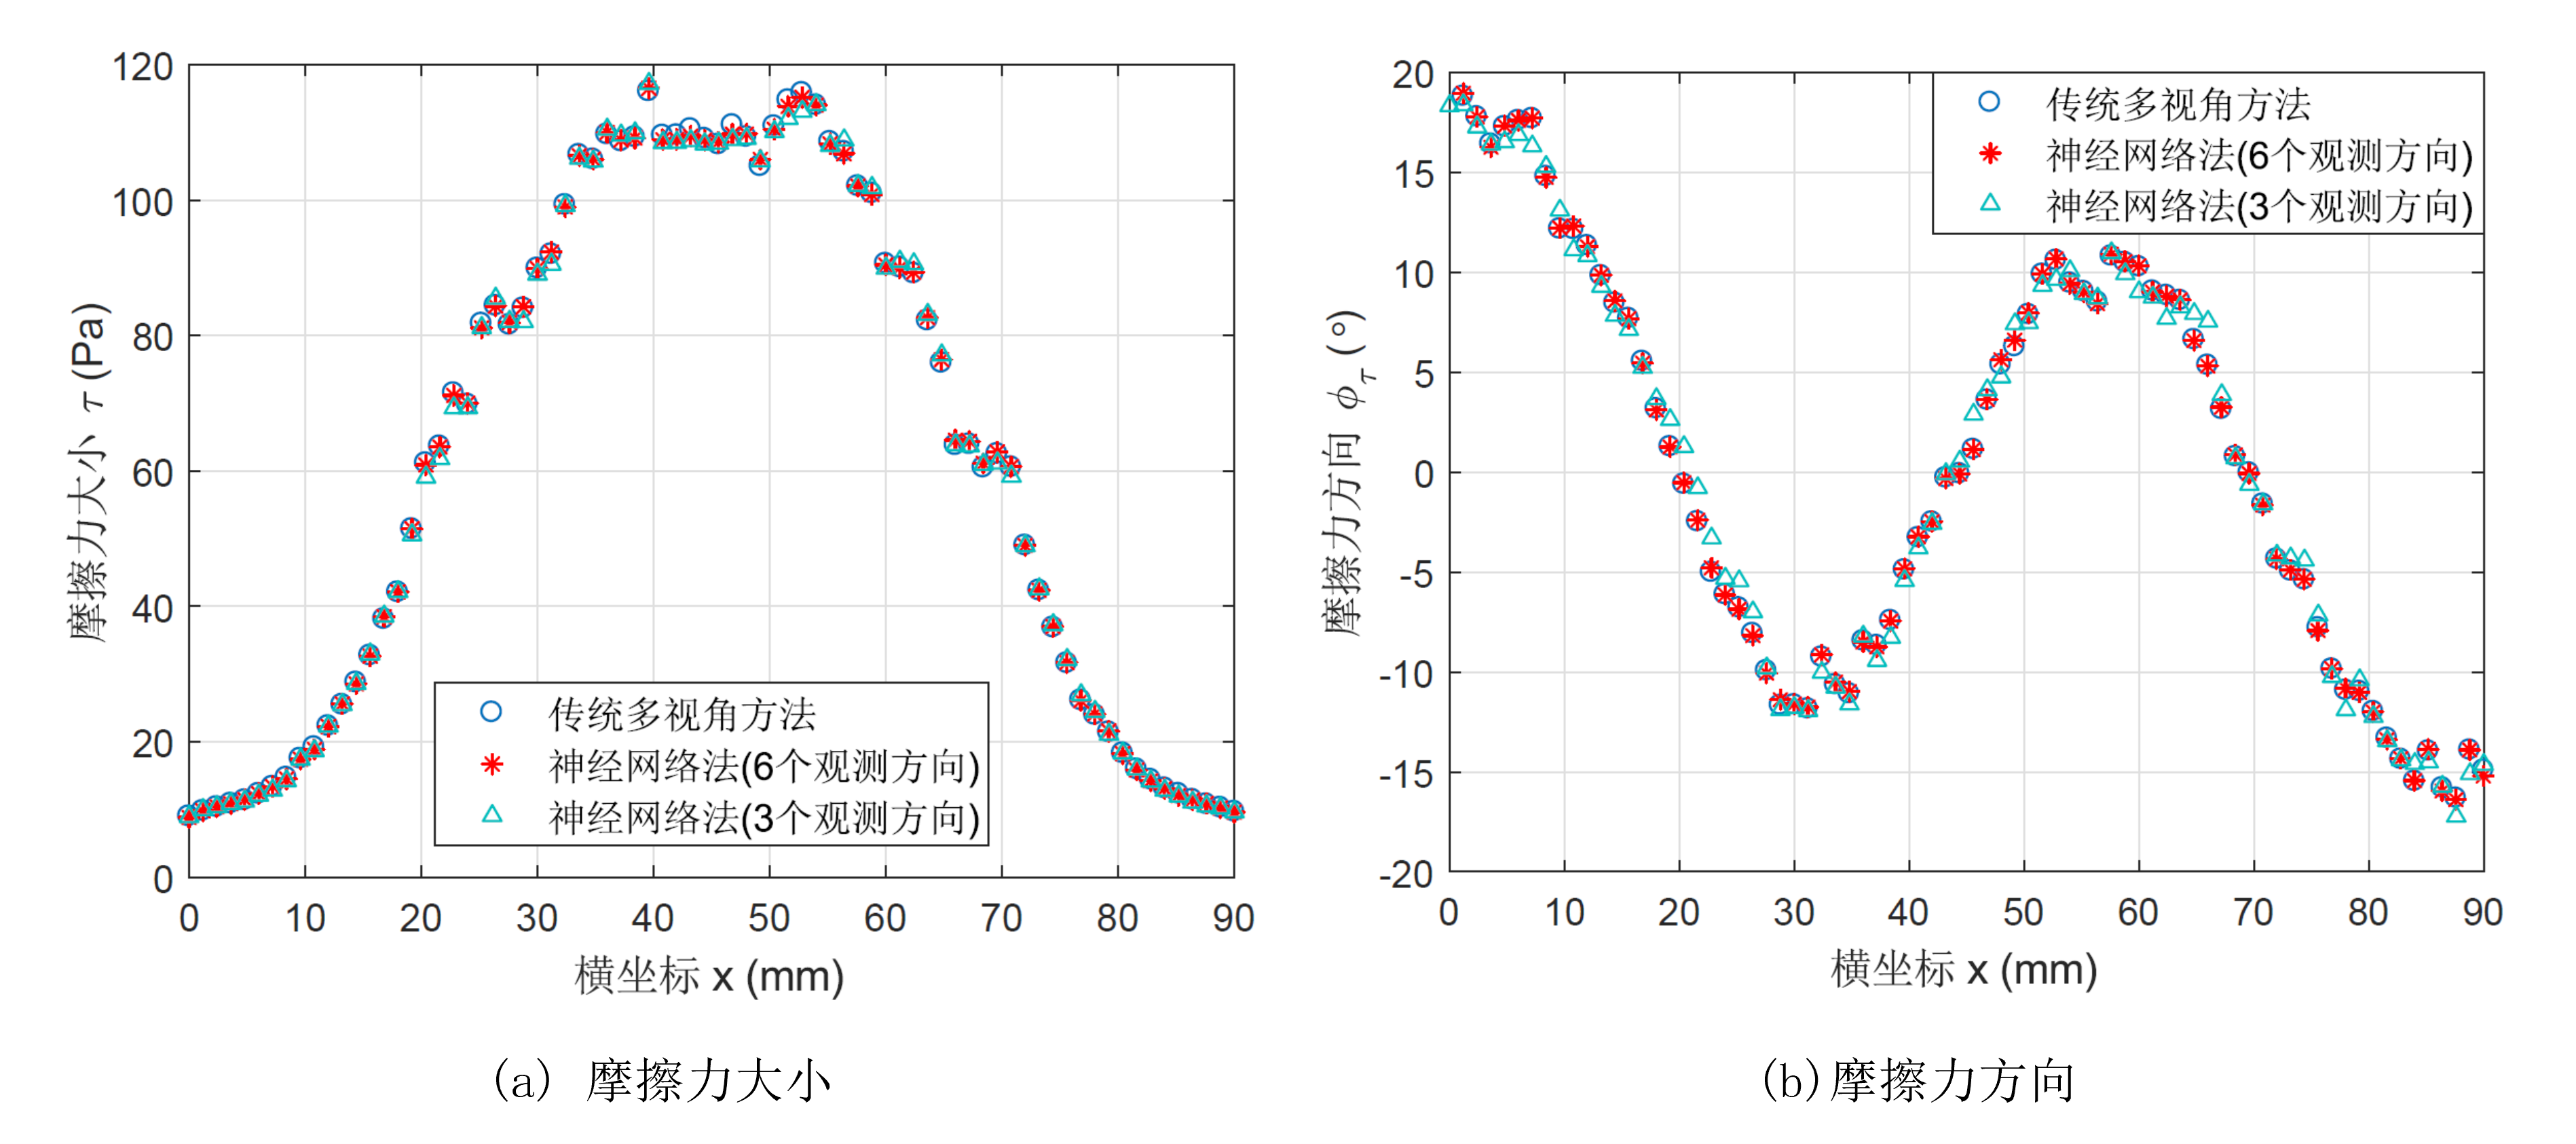 120
100
80
60
40
20
0
0 10 20 30 40 50 60 70 80 90
摩擦力大小 τ (Pa)
横坐标 x (mm)
传统多视角方法
神经网络法(6个观测方向)
神经网络法(3个观测方向)
(a) 摩擦力大小
20
15
10
5
0
-5
-10
-15
-20
0 10 20 30 40 50 60 70 80 90
摩擦力方向 ϕτ (°)
横坐标 x (mm)
传统多视角方法
神经网络法(6个观测方向)
神经网络法(3个观测方向)
(b)摩擦力方向